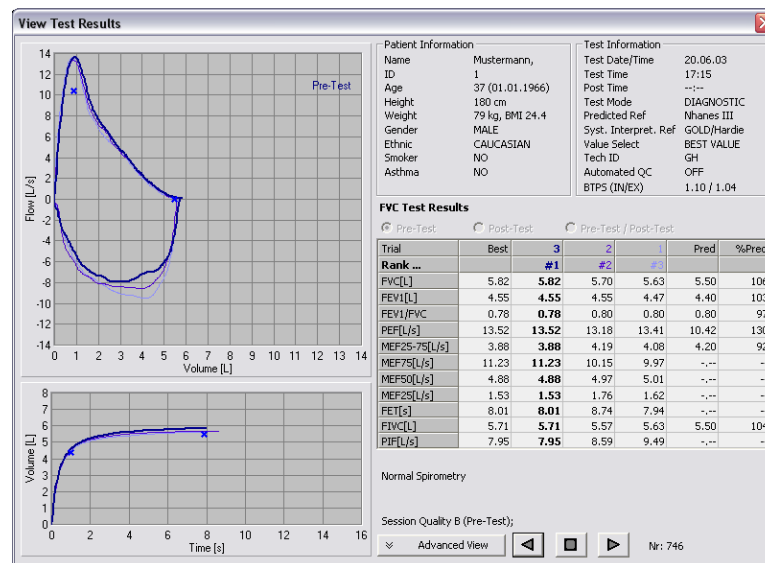 View Test Results
14
12
10
8
6
4
2
0
-2
-4
-6
-8
-10
-12
-14
Flow [L/s]
Pre-Test
0 1 2 3 4 5 6 7 8 9 10 11 12 13 14
Volume [L]
8
7
6
5
4
3
2
1
0
Volume [L]
0 2 4 6 8 10 12 14 16
Time [s]
Patient Information
Name Mustermann,
ID 1
Age 37 (01.01.1966)
Height 180 cm
Weight 79 kg, BMI 24.4
Gender MALE
Ethnic CAUCASIAN
Smoker NO
Asthma NO
Test Information
Test Date/Time 20.06.03
Test Time 17:15
Post Time --:--
Test Mode DIAGNOSTIC
Predicted Ref Nhanes III
Syst. Interpret. Ref GOLD/Hardie
Value Select BEST VALUE
Tech ID GH
Automated QC OFF
BTPS (IN/EX) 1.10 / 1.04
FVC Test Results
Pre-Test Post-Test Pre-Test / Post-Test
Trial Best 3 2 1 Pred %Pred
Rank ... #1 #2 #3
FVC[L] 5.82 5.82 5.70 5.63 5.50 106
FEV1[L] 4.55 4.55 4.55 4.47 4.40 103
FEV1/FVC 0.78 0.78 0.80 0.80 0.80 97
PEF[L/s] 13.52 13.52 13.18 13.41 10.42 130
MEF25-75[L/s] 3.88 3.88 4.19 4.08 4.20 92
MEF75[L/s] 11.23 11.23 10.15 9.97 -.-- -
MEF50[L/s] 4.88 4.88 4.97 5.01 -.-- -
MEF25[L/s] 1.53 1.53 1.76 1.62 -.-- -
FET[s] 8.01 8.01 8.74 7.94 -.-- -
FIVC[L] 5.71 5.71 5.57 5.63 5.50 104
PIF[L/s] 7.95 7.95 8.59 9.49 -.-- -
Normal Spirometry
Session Quality B (Pre-Test);
Advanced View
Nr: 746